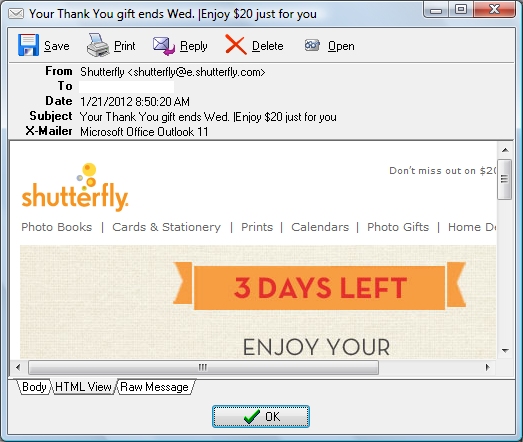 Your Thank You gift ends Wed. |Enjoy $20 just for you
Save Print Reply Delete Open
From Shutterfly <shutterfly@e.shutterfly.com>
To
Date 1/21/2012 8:50:20 AM
Subject Your Thank You gift ends Wed. |Enjoy $20 just for you
X-Mailer Microsoft Office Outlook 11
Don't miss out on $20
shutterfly.
Photo Books | Cards & Stationery | Prints | Calendars | Photo Gifts | Home De
3 DAYS LEFT
ENJOY YOUR
Body HTML View Raw Message
OK